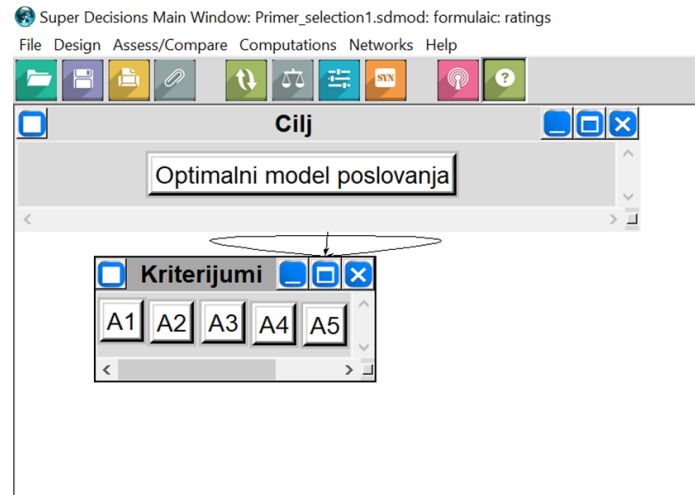 Super Decisions Main Window: Primer_selection1.sdmod: formulaic: ratings
File Design Assess/Compare Computations Networks Help
SYN ?
Cilj
Optimalni model poslovanja
Kriterijumi
A1 A2 A3 A4 A5